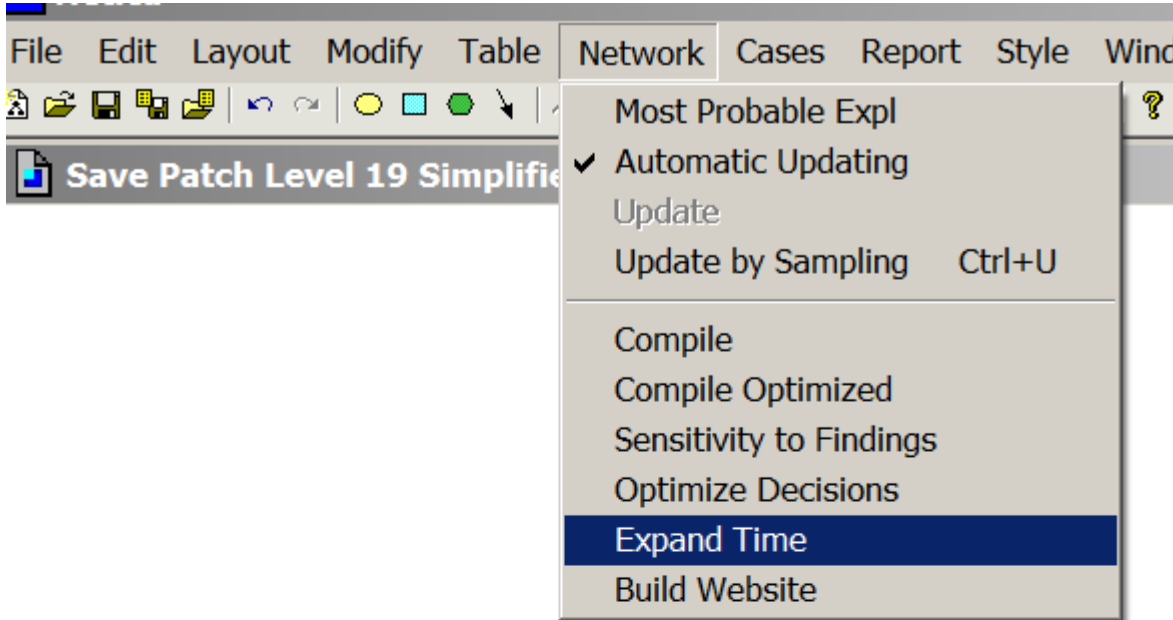 File Edit Layout Modify Table Network Cases Report Style Wind
Save Patch Level 19 Simplifie
Most Probable Expl
✓ Automatic Updating
Update
Update by Sampling Ctrl+U
Compile
Compile Optimized
Sensitivity to Findings
Optimize Decisions
Expand Time
Build Website